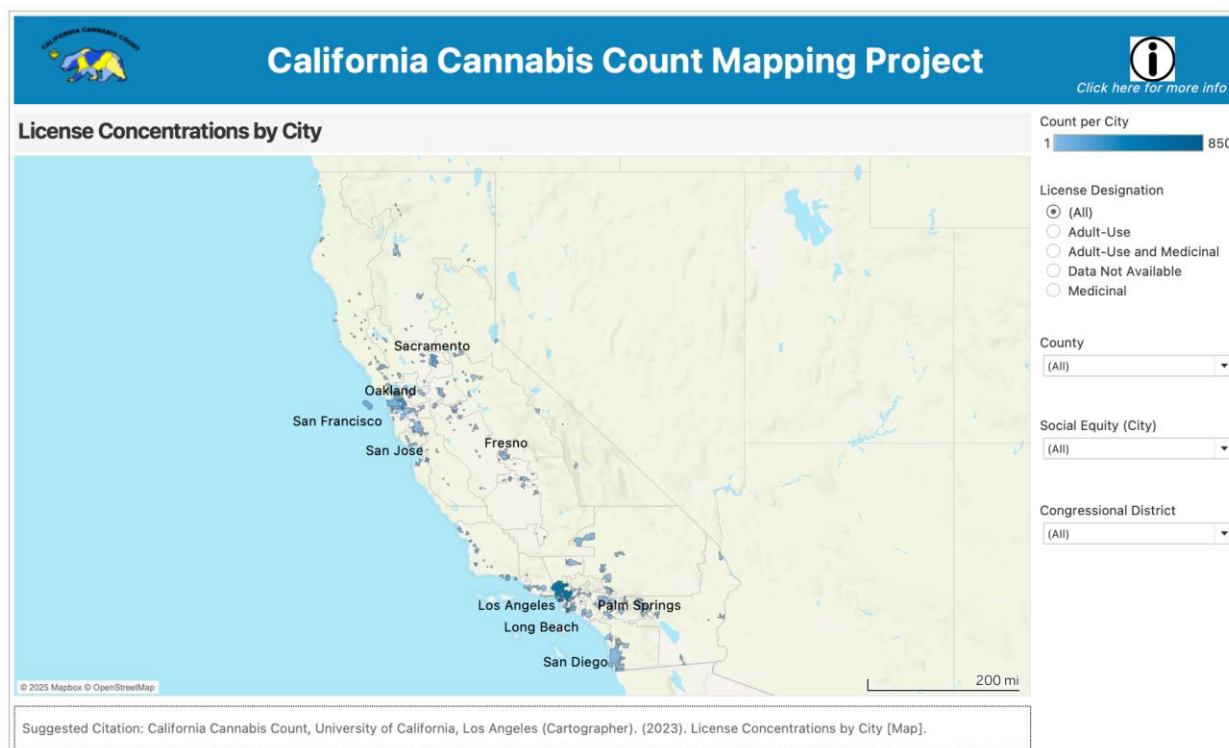 CALIFORNIA CANNABIS COUNT
California Cannabis Count Mapping Project
i
Click here for more info
License Concentrations by City
Count per City
1 850
License Designation
(All)
Adult-Use
Adult-Use and Medicinal
Data Not Available
Medicinal
County
(All)
Social Equity (City)
(All)
Congressional District
(All)
Sacramento
Oakland
San Francisco
San Jose
Fresno
Los Angeles
Palm Springs
Long Beach
San Diego
200 mi
© 2025 Mapbox © OpenStreetMap
Suggested Citation: California Cannabis Count, University of California, Los Angeles (Cartographer). (2023). License Concentrations by City [Map].